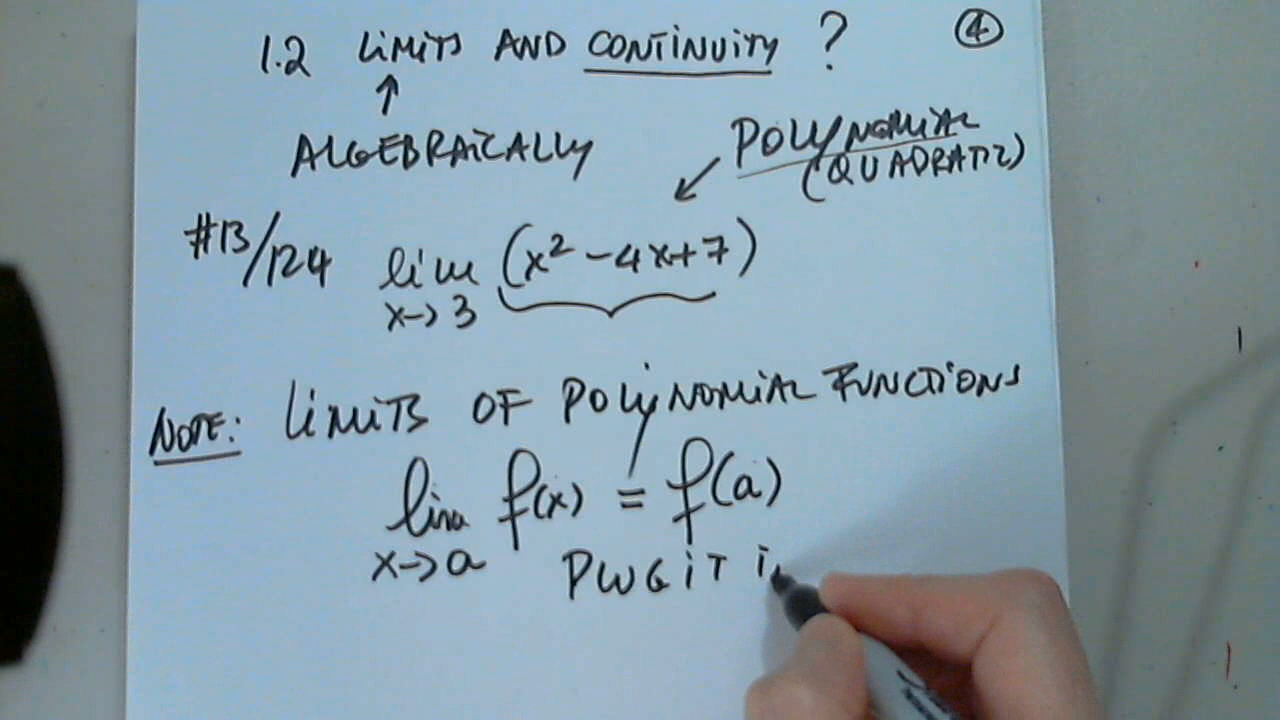 1.2 LIMITS AND CONTINUITY ? ④
↑
ALGEBRAICALLY
POLYNOMIAL
(QUADRATIC)
#13/124 lim (x² - 4x + 7)
x→3
NOTE: LIMITS OF POLYNOMIAL FUNCTIONS
lim f(x) = f(a)
x→a PLUG IT i